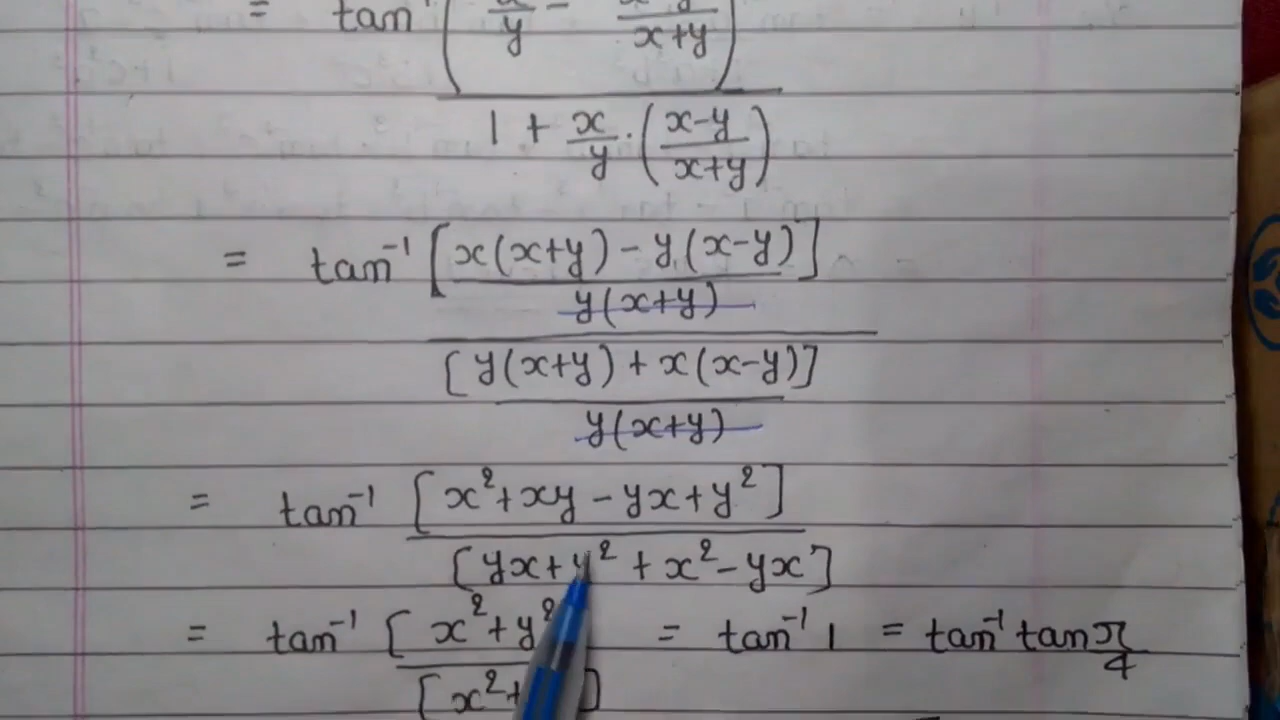 = tan⁻¹ ( x/y - /x+y )
1 + x/y . ( x-y / x+y )
= tan⁻¹ [ x(x+y) - y(x-y) ]
y(x+y)
[ y(x+y) + x(x-y) ]
y(x+y)
= tan⁻¹ [ x²+xy - yx+y² ]
[ yx+y² + x² - yx ]
= tan⁻¹ [ x²+y² = tan⁻¹ 1 = tan⁻¹ tan π/4
[ x²+ ]